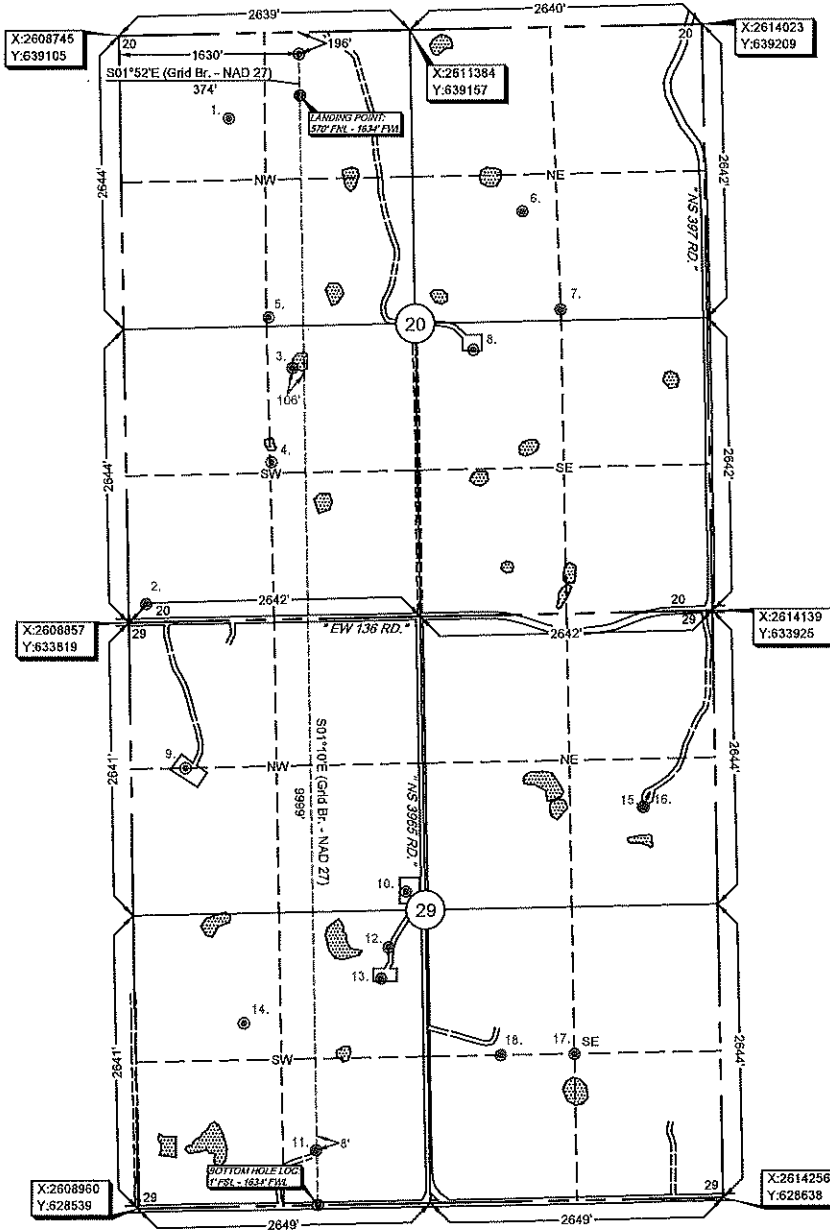 2639'
2640'
X:2608745
Y:639105
20
1630'
196'
20
X:2614023
Y:639209
S01°52'E (Grid Br. - NAD 27)
374'
X:2611384
Y:639157
1.
LANDING POINT:
570' FNL - 1634' FWL
2644'
NW
NE
2642'
"NS 397 RD."
6.
5.
7.
20
8.
3.
106'
4.
2644'
SW
SE
2642'
2.
2642'
20
20
29
29
2642'
"EW 136 RD."
X:2608857
Y:633819
X:2614139
Y:633925
S01°10'E (Grid Br. - NAD 27)
9999'
9.
2641'
NW
"NS 3965 RD."
NE
2644'
15.
16.
10.
29
12.
13.
14.
2641'
SW
18.
17.
SE
2644'
11.
8'
BOTTOM HOLE LOC.
1' FSL - 1634' FWL
X:2608960
Y:628539
29
29
X:2614256
Y:628638
2649'
2649'